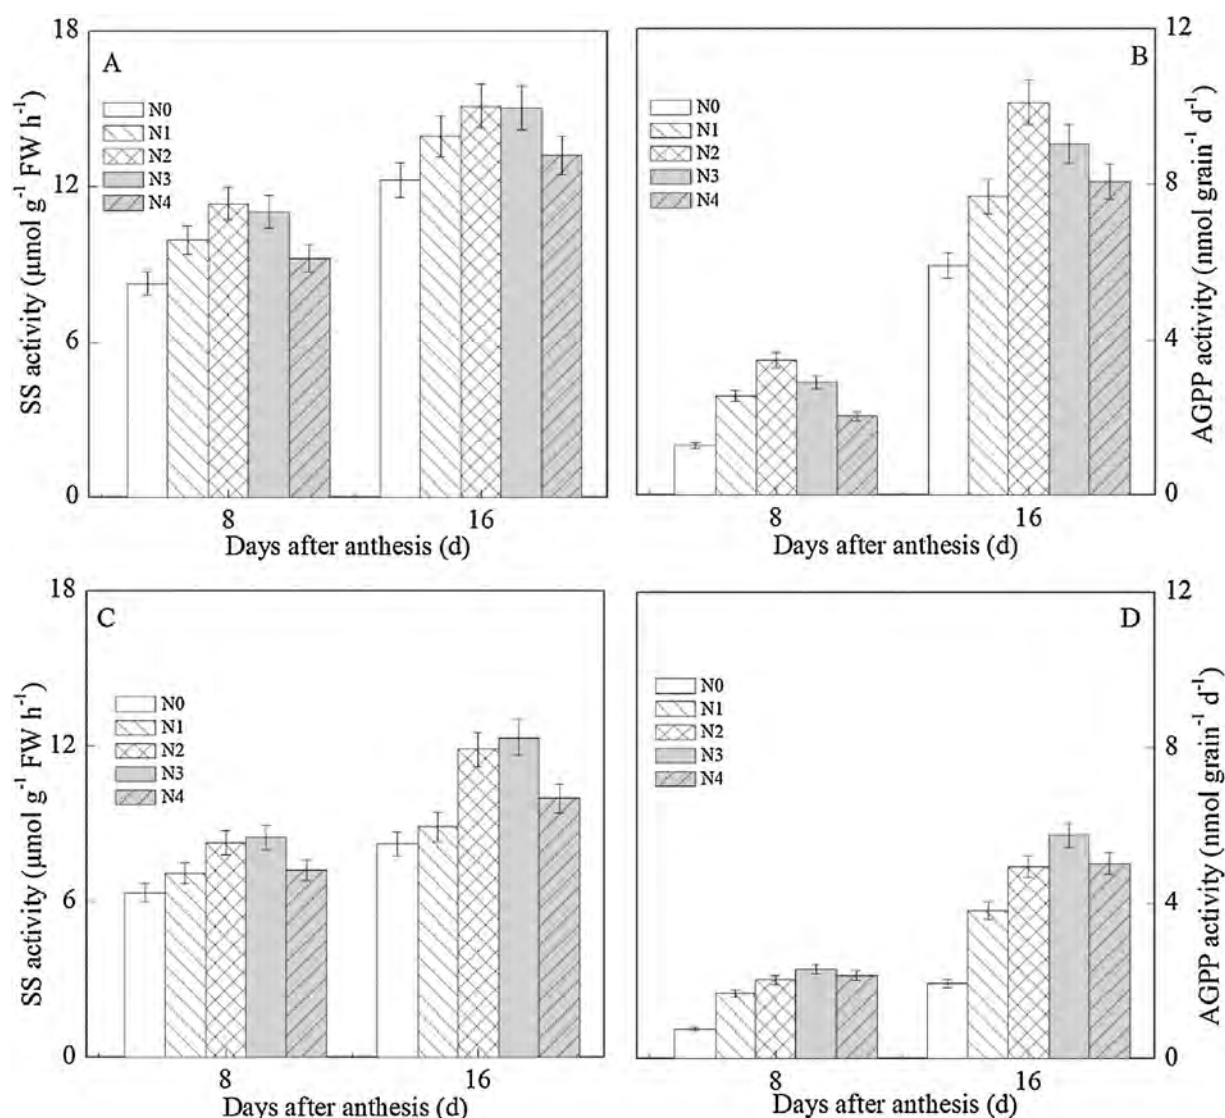 18
12
6
0
SS activity (μmol g⁻¹ FW h⁻¹)
A
N0
N1
N2
N3
N4
8
16
Days after anthesis (d)
B
N0
N1
N2
N3
N4
12
8
4
0
AGPP activity (nmol grain⁻¹ d⁻¹)
8
16
Days after anthesis (d)
18
12
6
0
SS activity (μmol g⁻¹ FW h⁻¹)
C
N0
N1
N2
N3
N4
8
16
Days after anthesis (d)
D
N0
N1
N2
N3
N4
12
8
4
0
AGPP activity (nmol grain⁻¹ d⁻¹)
8
16
Days after anthesis (d)